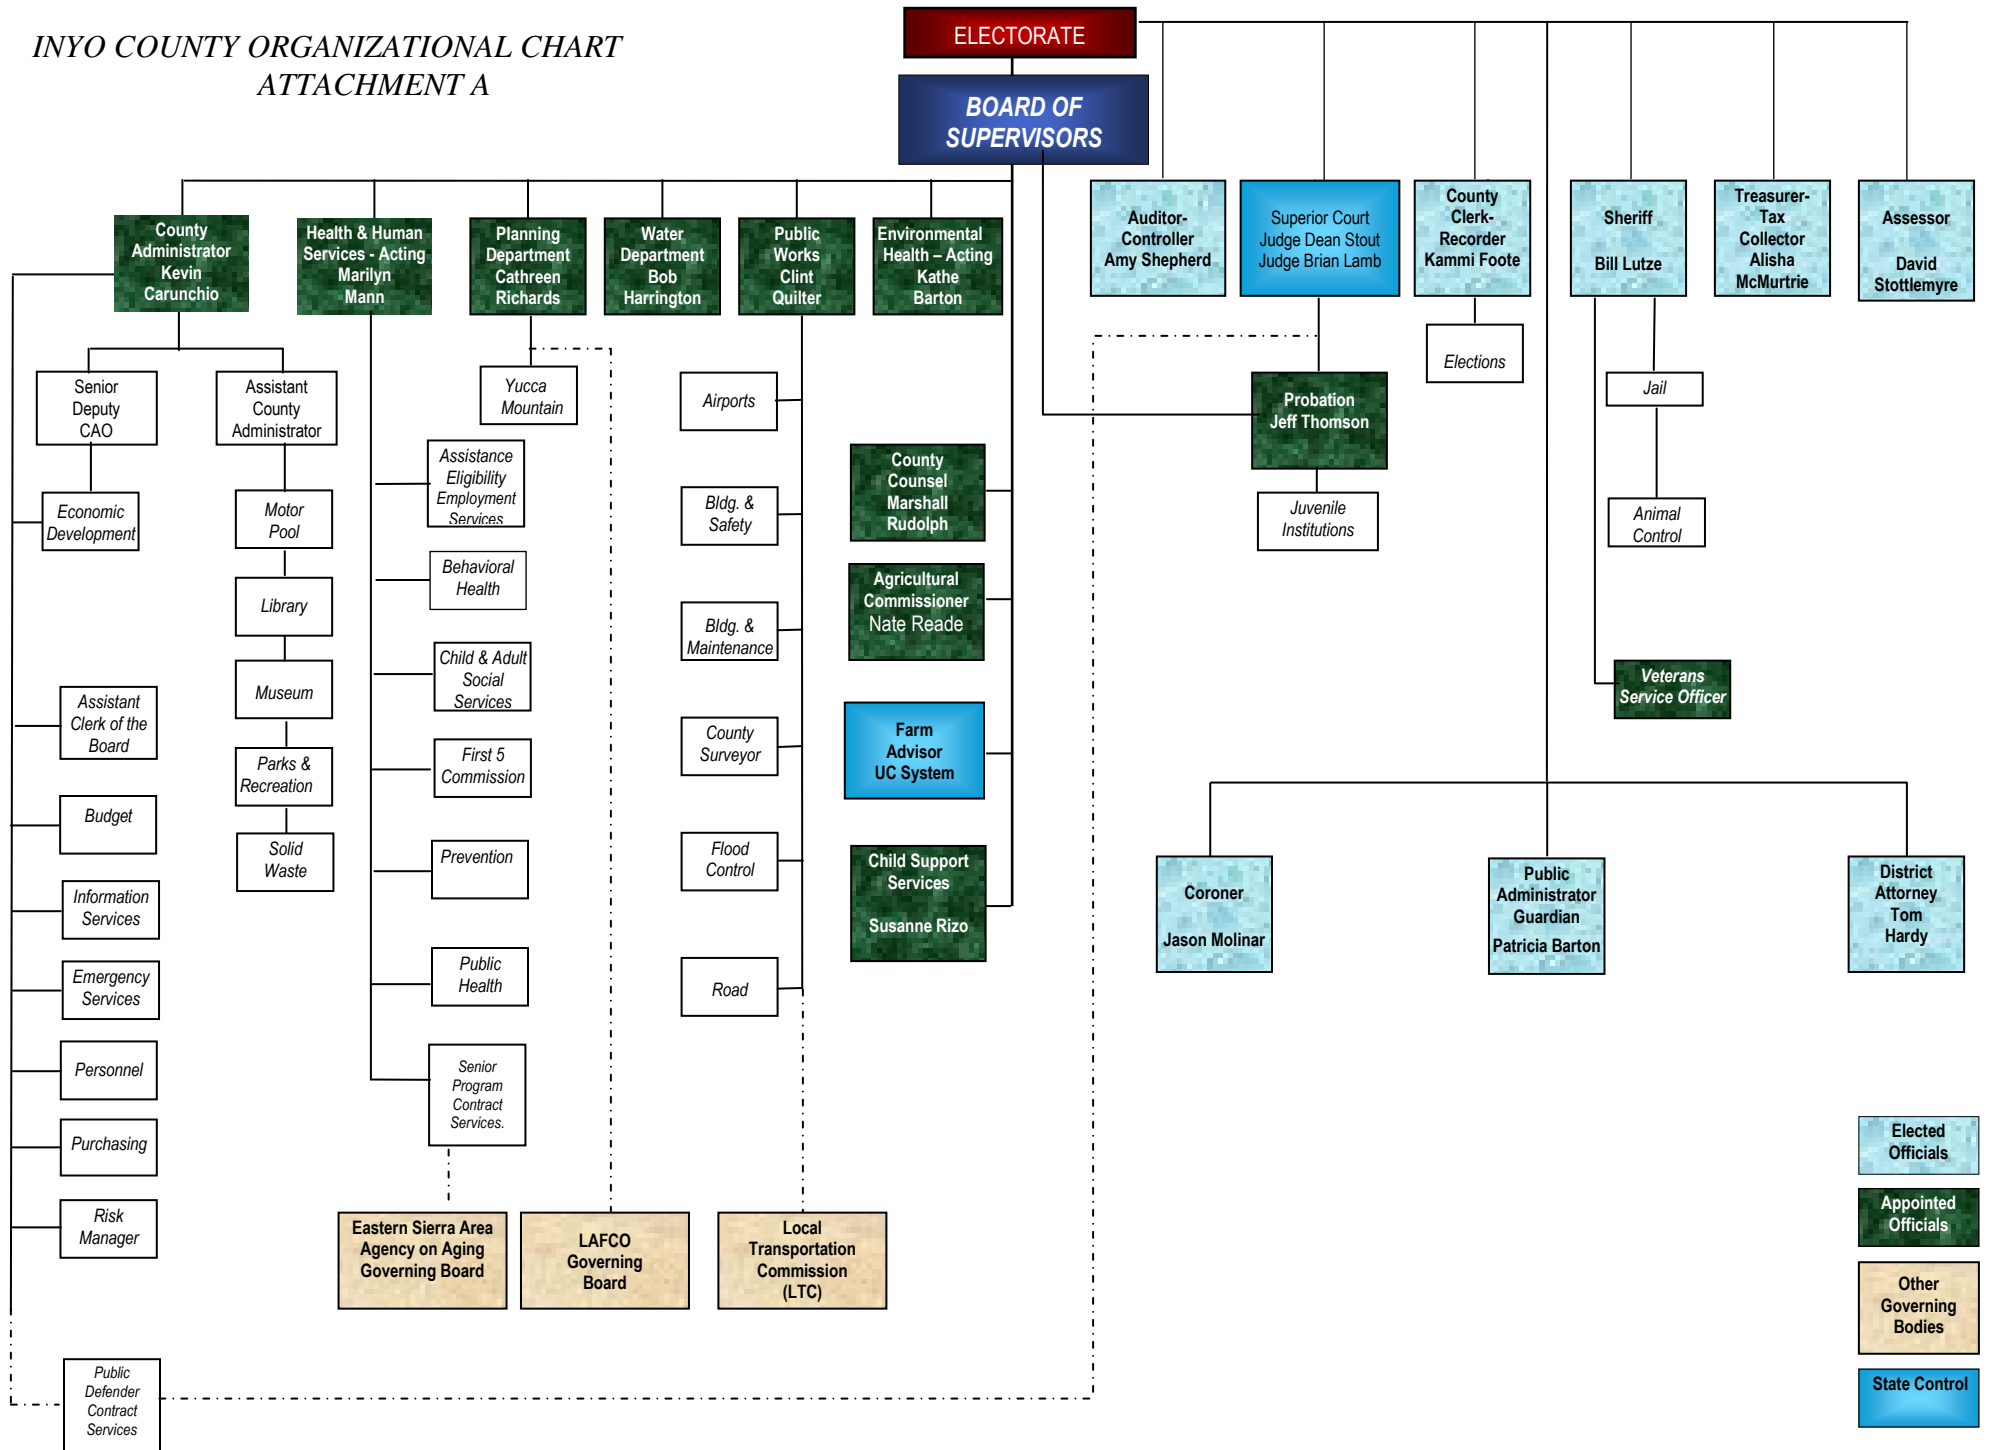 INYO COUNTY ORGANIZATIONAL CHART
ATTACHMENT A
ELECTORATE
BOARD OF
SUPERVISORS
County
Administrator
Kevin
Carunchio
Health & Human
Services - Acting
Marilyn
Mann
Planning
Department
Cathreen
Richards
Water
Department
Bob
Harrington
Public
Works
Clint
Quilter
Environmental
Health – Acting
Kathe
Barton
Auditor-
Controller
Amy Shepherd
Superior Court
Judge Dean Stout
Judge Brian Lamb
County
Clerk-
Recorder
Kammi Foote
Sheriff
Bill Lutze
Treasurer-
Tax
Collector
Alisha
McMurtrie
Assessor
David
Stottlemyre
Senior
Deputy
CAO
Assistant
County
Administrator
Yucca
Mountain
Airports
Elections
Jail
Probation
Jeff Thomson
Economic
Development
Motor
Pool
Assistance
Eligibility
Employment
Services
Bldg. &
Safety
County
Counsel
Marshall
Rudolph
Juvenile
Institutions
Animal
Control
Library
Behavioral
Health
Bldg. &
Maintenance
Agricultural
Commissioner
Nate Reade
Assistant
Clerk of the
Board
Museum
Child & Adult
Social
Services
County
Surveyor
Farm
Advisor
UC System
Veterans
Service Officer
Budget
Parks &
Recreation
First 5
Commission
Flood
Control
Child Support
Services
Susanne Rizo
Coroner
Jason Molinar
Public
Administrator
Guardian
Patricia Barton
District
Attorney
Tom
Hardy
Information
Services
Solid
Waste
Prevention
Road
Emergency
Services
Public
Health
Personnel
Senior
Program
Contract
Services.
Purchasing
Risk
Manager
Eastern Sierra Area
Agency on Aging
Governing Board
LAFCO
Governing
Board
Local
Transportation
Commission
(LTC)
Public
Defender
Contract
Services
Elected
Officials
Appointed
Officials
Other
Governing
Bodies
State Control